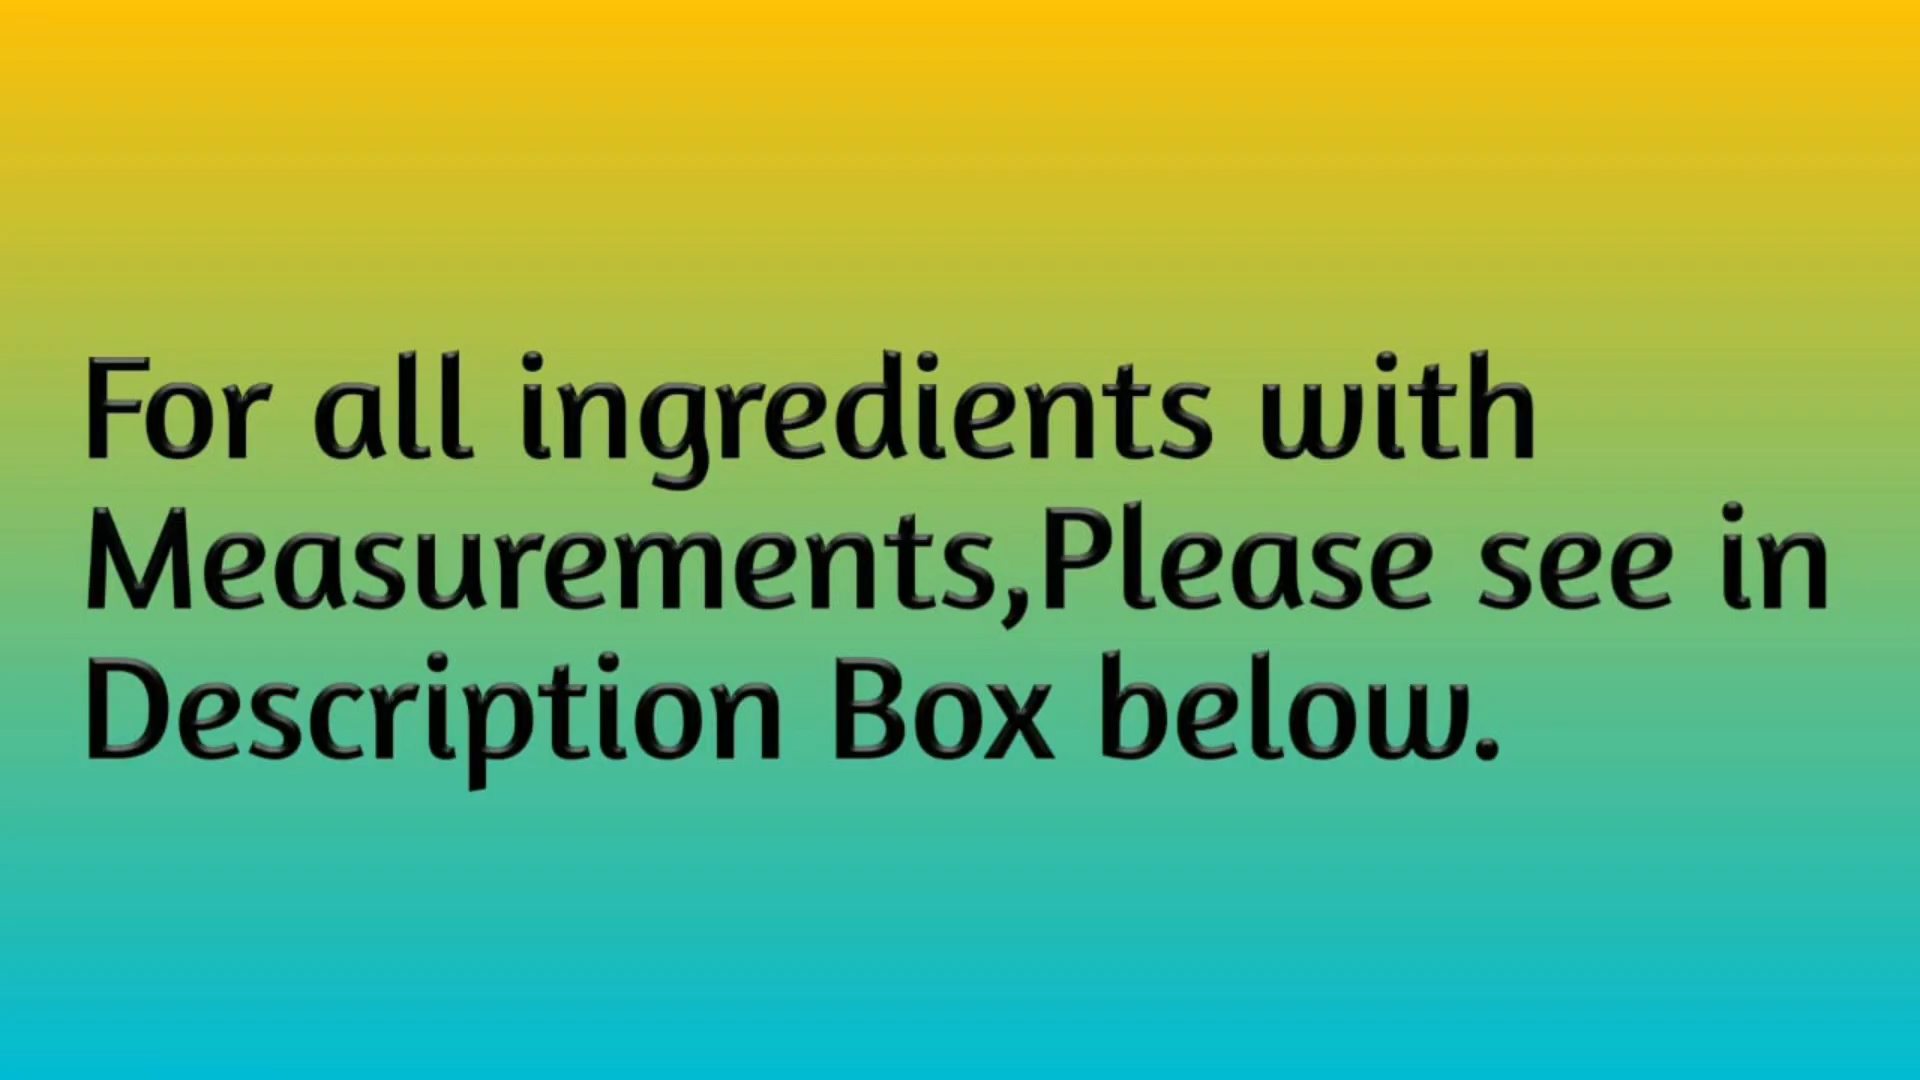 For all ingredients with
Measurements,Please see in
Description Box below.